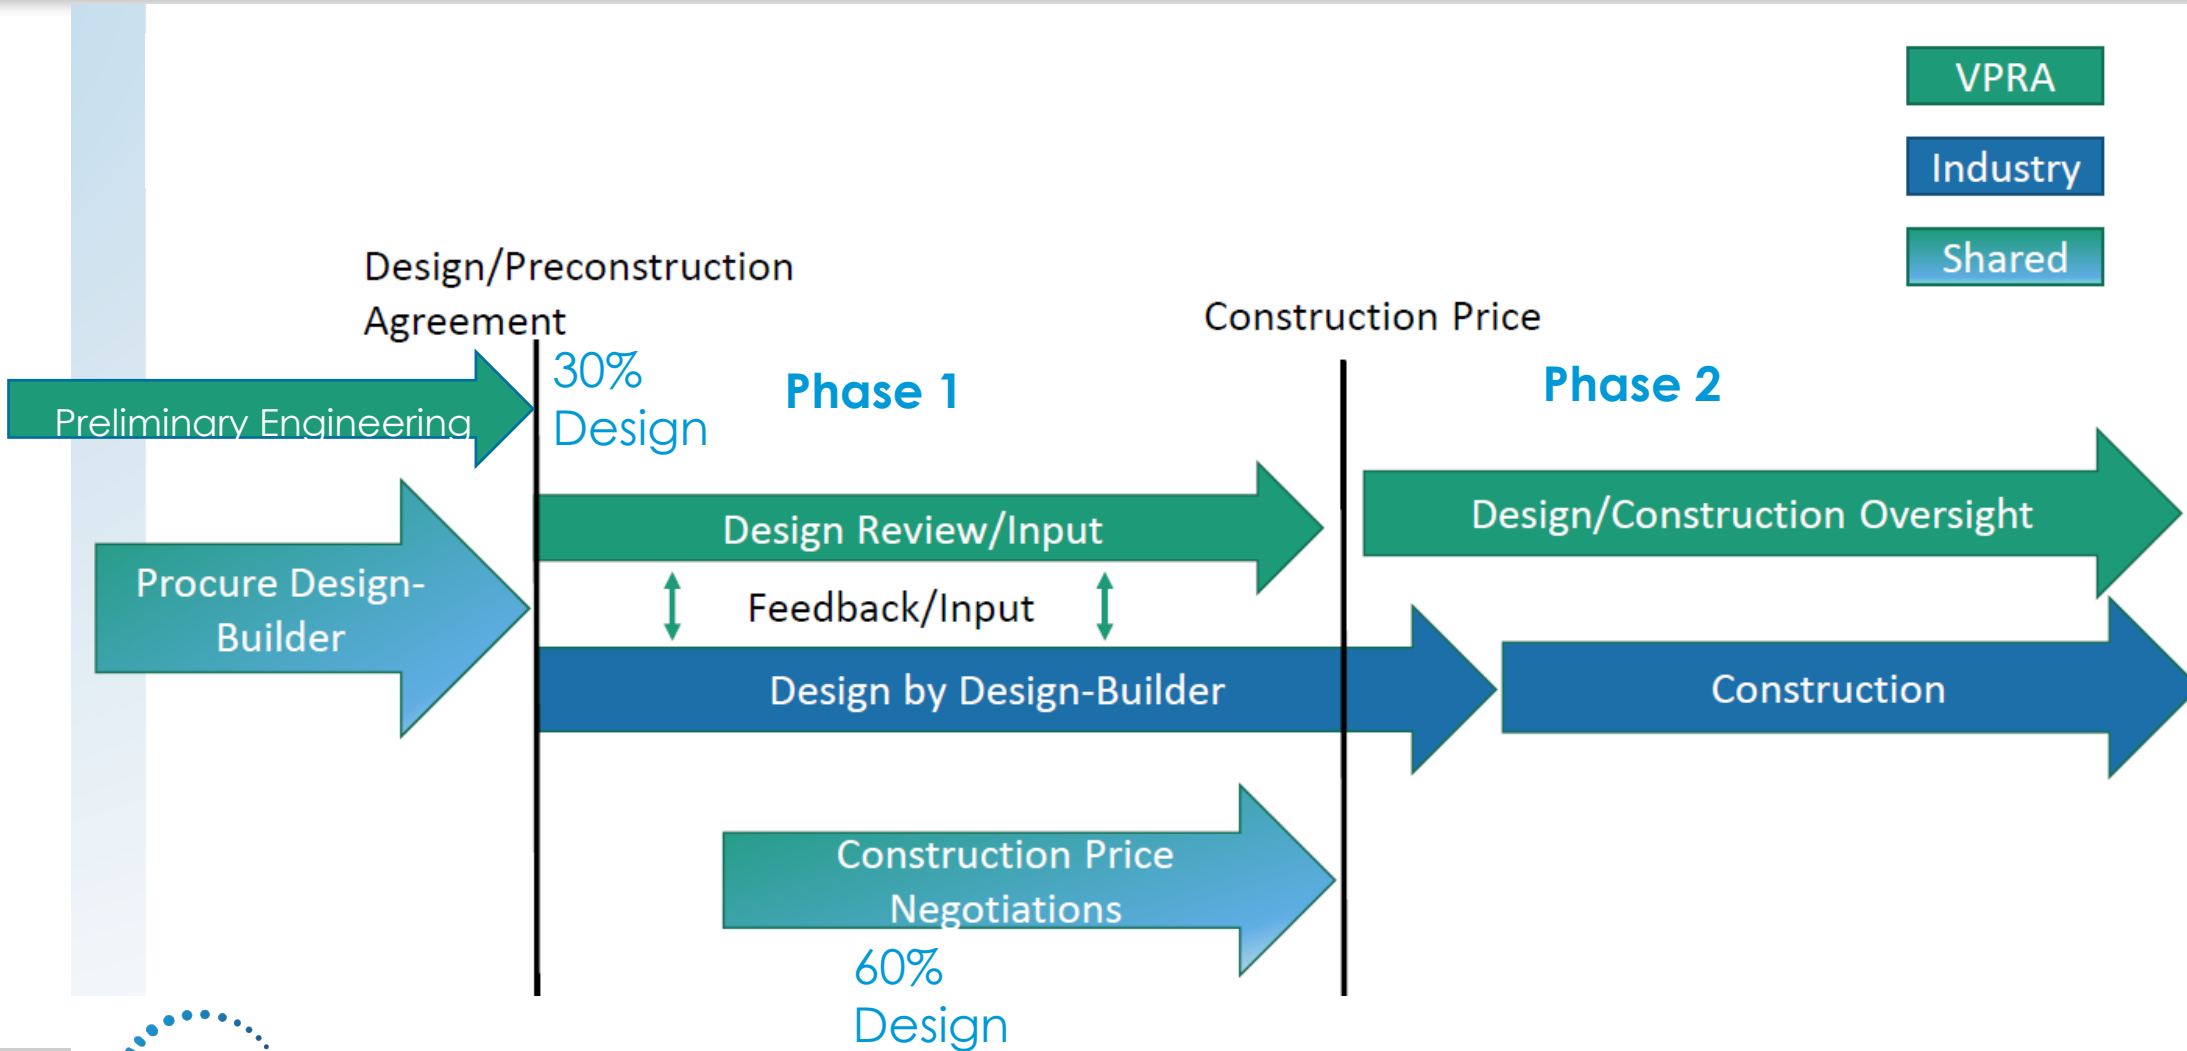 VPRA
Industry
Shared
Design/Preconstruction
Agreement
Construction Price
30%
Design
Phase 1
Phase 2
Preliminary Engineering
Design Review/Input
Design/Construction Oversight
Procure Design-
Builder
Feedback/Input
Design by Design-Builder
Construction
Construction Price
Negotiations
60%
Design